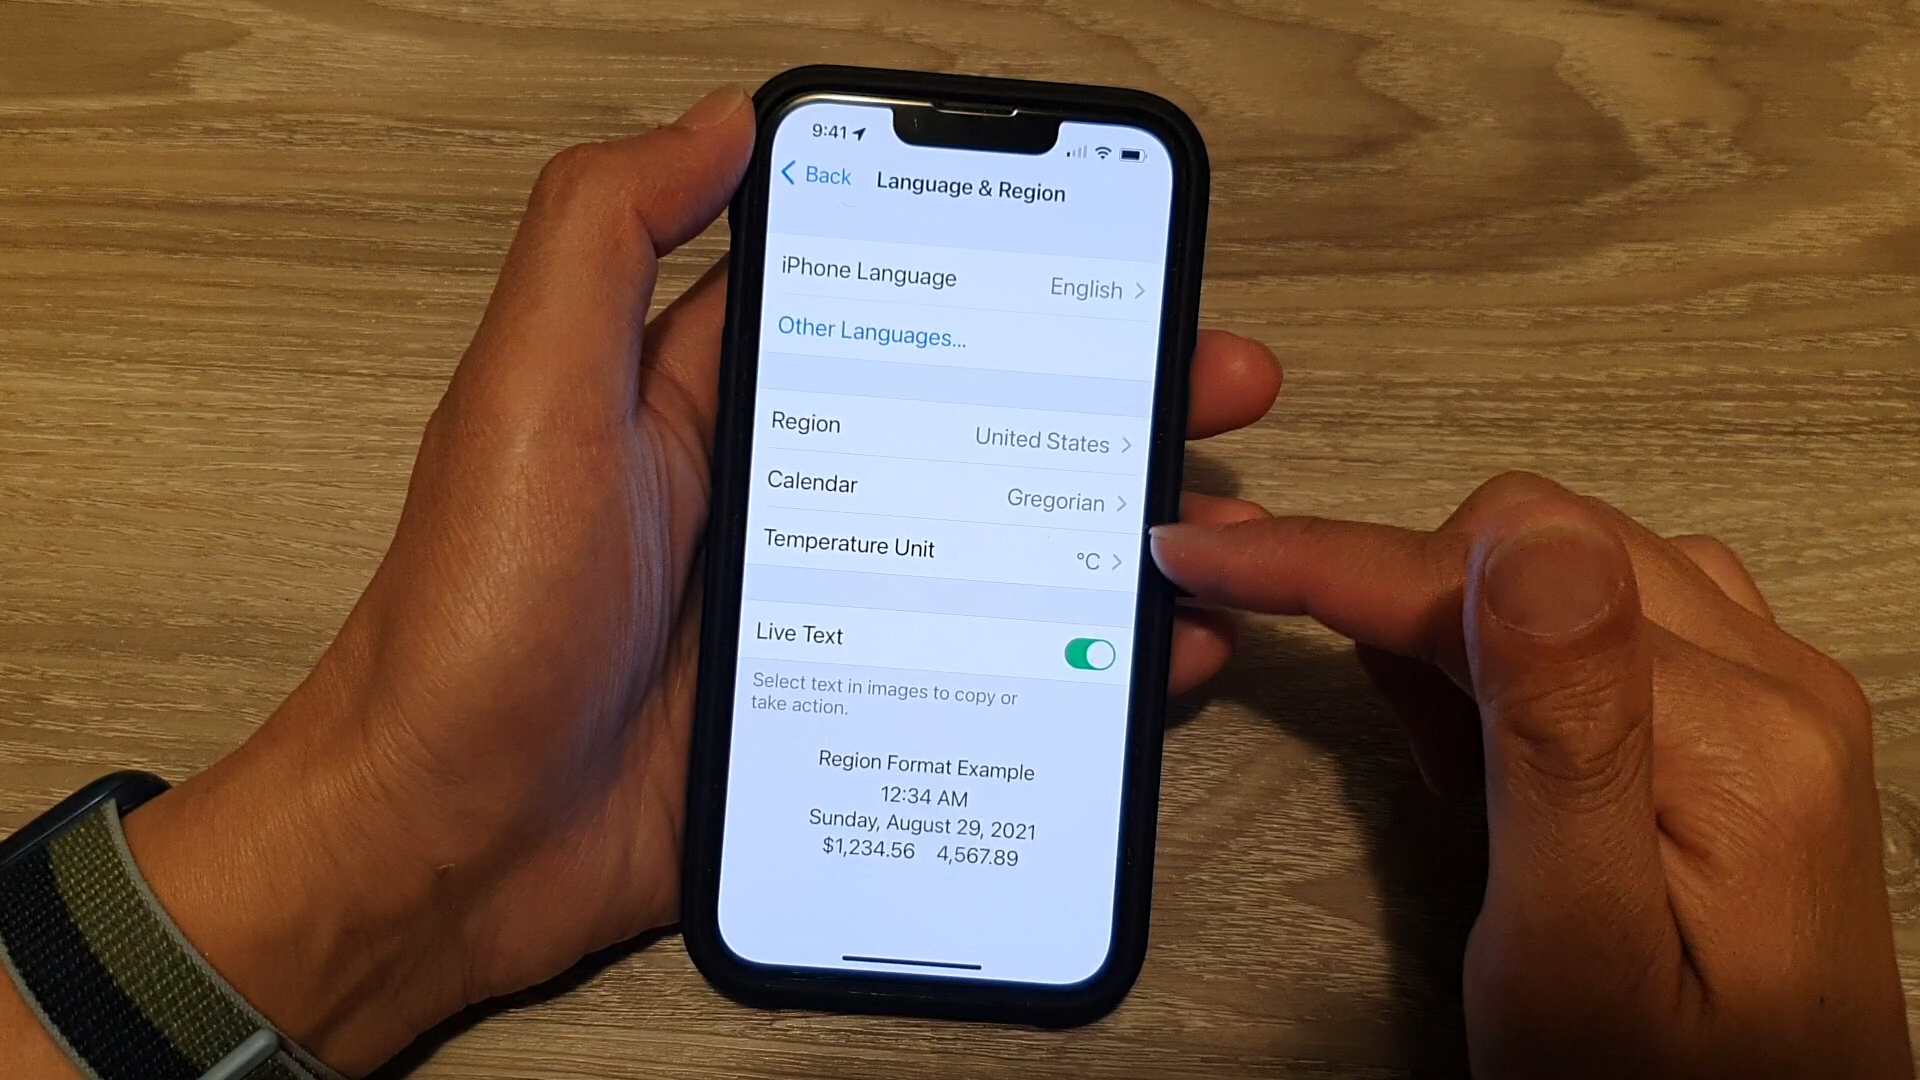 9:41
Back Language & Region
iPhone Language English
Other Languages...
Region United States
Calendar Gregorian
Temperature Unit °C
Live Text
Select text in images to copy or
take action.
Region Format Example
12:34 AM
Sunday, August 29, 2021
$1,234.56 4,567.89